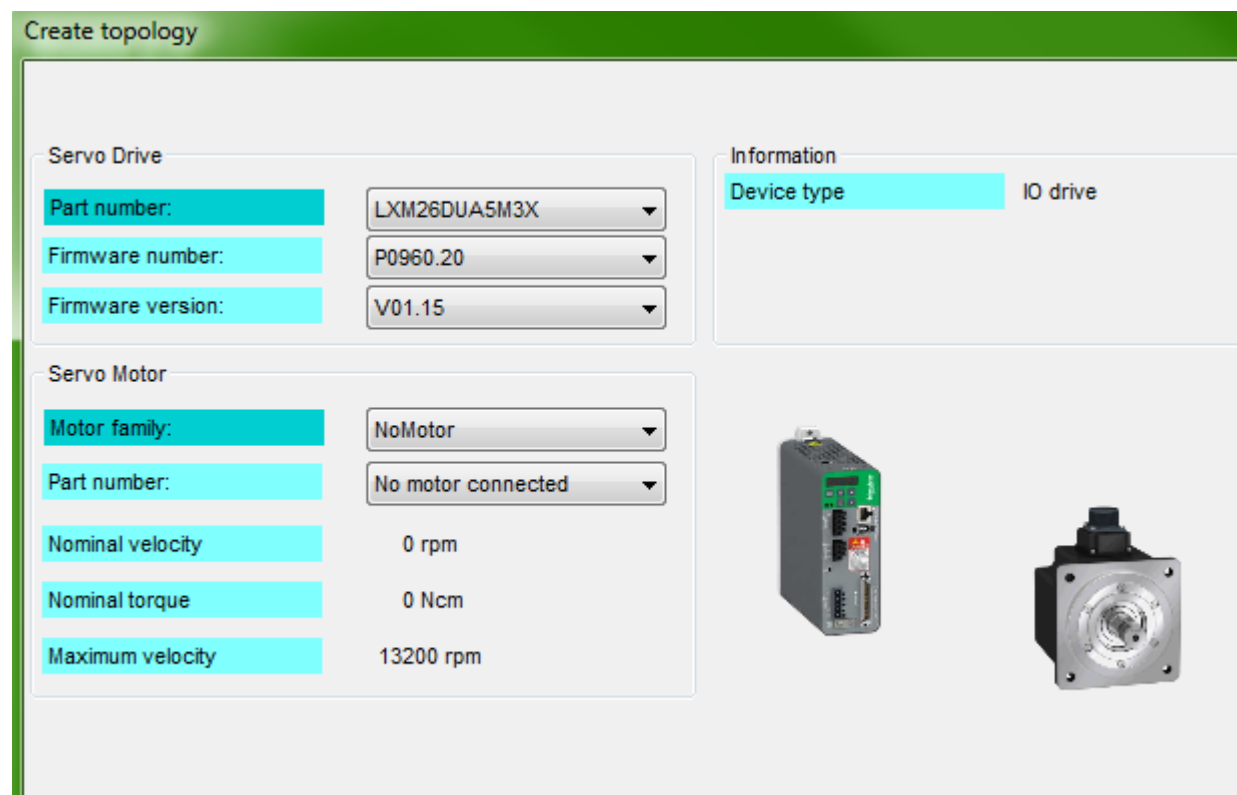 Create topology
Servo Drive
Part number: LXM26DUA5M3X
Firmware number: P0960.20
Firmware version: V01.15
Information
Device type IO drive
Servo Motor
Motor family: NoMotor
Part number: No motor connected
Nominal velocity 0 rpm
Nominal torque 0 Ncm
Maximum velocity 13200 rpm